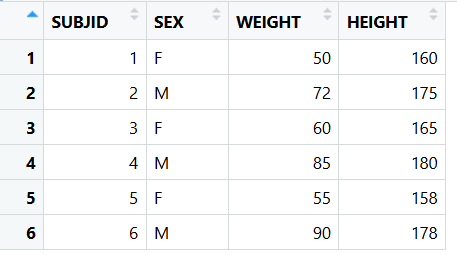 SUBJID SEX WEIGHT HEIGHT
1 1 F 50 160
2 2 M 72 175
3 3 F 60 165
4 4 M 85 180
5 5 F 55 158
6 6 M 90 178